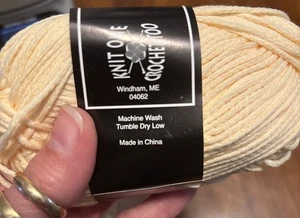 KNIT ONE
CROCHET TOO
Windham, ME
04062
Machine Wash
Tumble Dry Low
Made in China